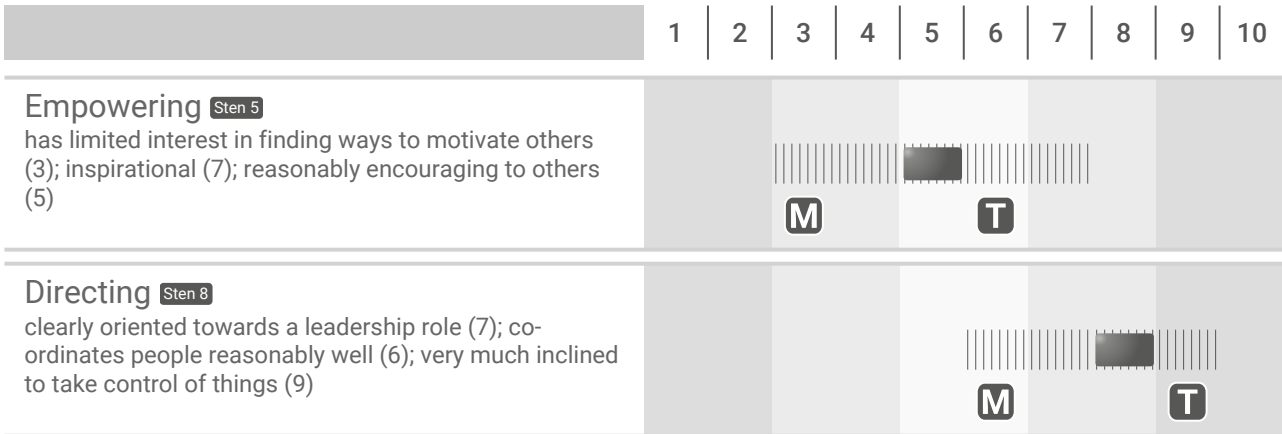 1 2 3 4 5 6 7 8 9 10
Empowering Sten 5
has limited interest in finding ways to motivate others
(3); inspirational (7); reasonably encouraging to others
(5)
M T
Directing Sten 8
clearly oriented towards a leadership role (7); co-
ordinates people reasonably well (6); very much inclined
to take control of things (9)
M T